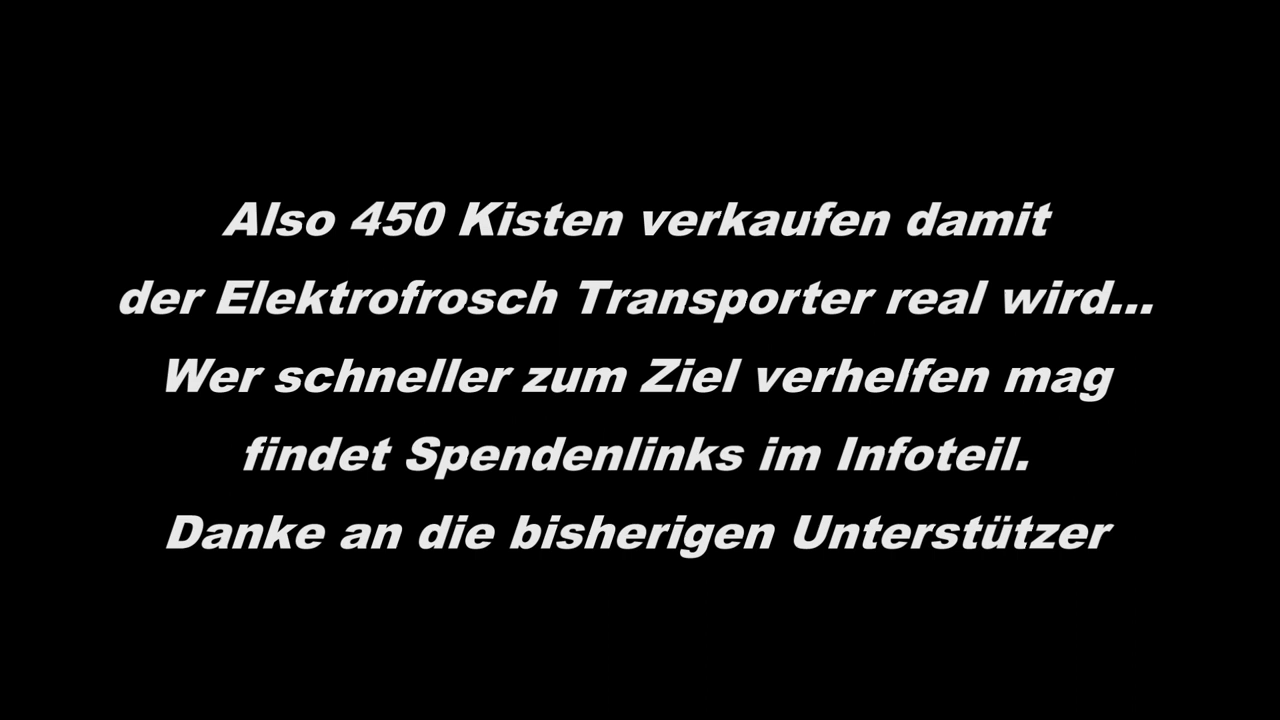 Also 450 Kisten verkaufen damit
der Elektrofrosch Transporter real wird...
Wer schneller zum Ziel verhelfen mag
findet Spendenlinks im Infoteil.
Danke an die bisherigen Unterstützer